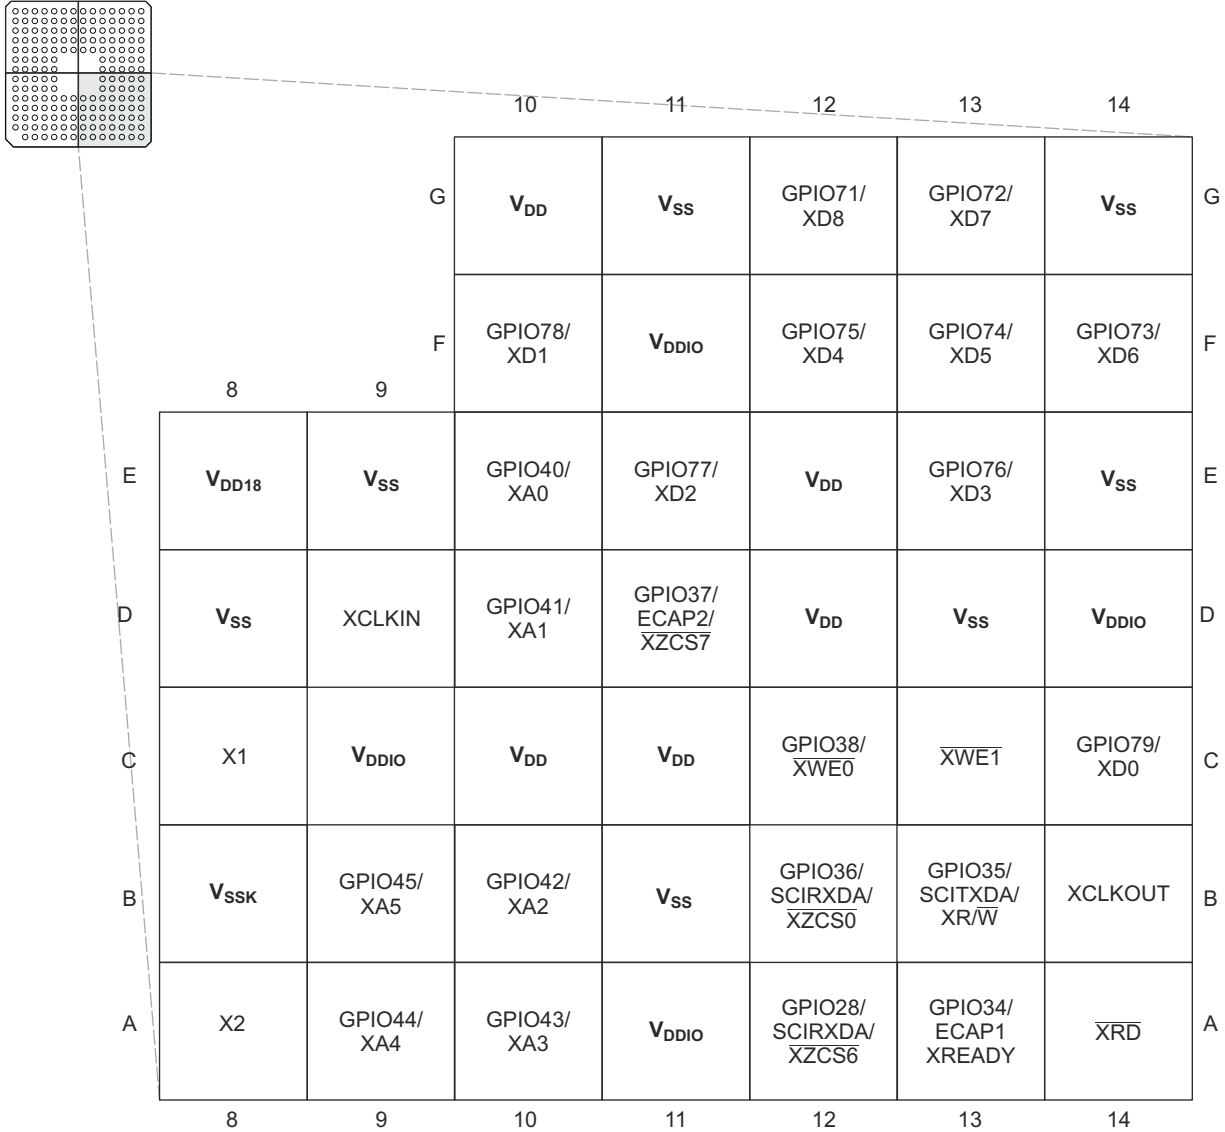 10 11 12 13 14
G VDD VSS GPIO71/ GPIO72/ VSS G
XD8 XD7
F GPIO78/ VDDIO GPIO75/ GPIO74/ GPIO73/ F
XD1 XD4 XD5 XD6
8 9
E VDD18 VSS GPIO40/ GPIO77/ VDD GPIO76/ VSS E
XA0 XD2 XD3
D VSS XCLKIN GPIO41/ GPIO37/ VDD VSS VDDIO D
XA1 ECAP2/
XZCS7
C X1 VDDIO VDD VDD GPIO38/ XWE1 GPIO79/ C
XWE0 XD0
B VSSK GPIO45/ GPIO42/ VSS GPIO36/ GPIO35/ XCLKOUT B
XA5 XA2 SCIRXDA/ SCITXDA/
XZCS0 XR/W
A X2 GPIO44/ GPIO43/ VDDIO GPIO28/ GPIO34/ XRD A
XA4 XA3 SCIRXDA/ ECAP1
XZCS6 XREADY
8 9 10 11 12 13 14